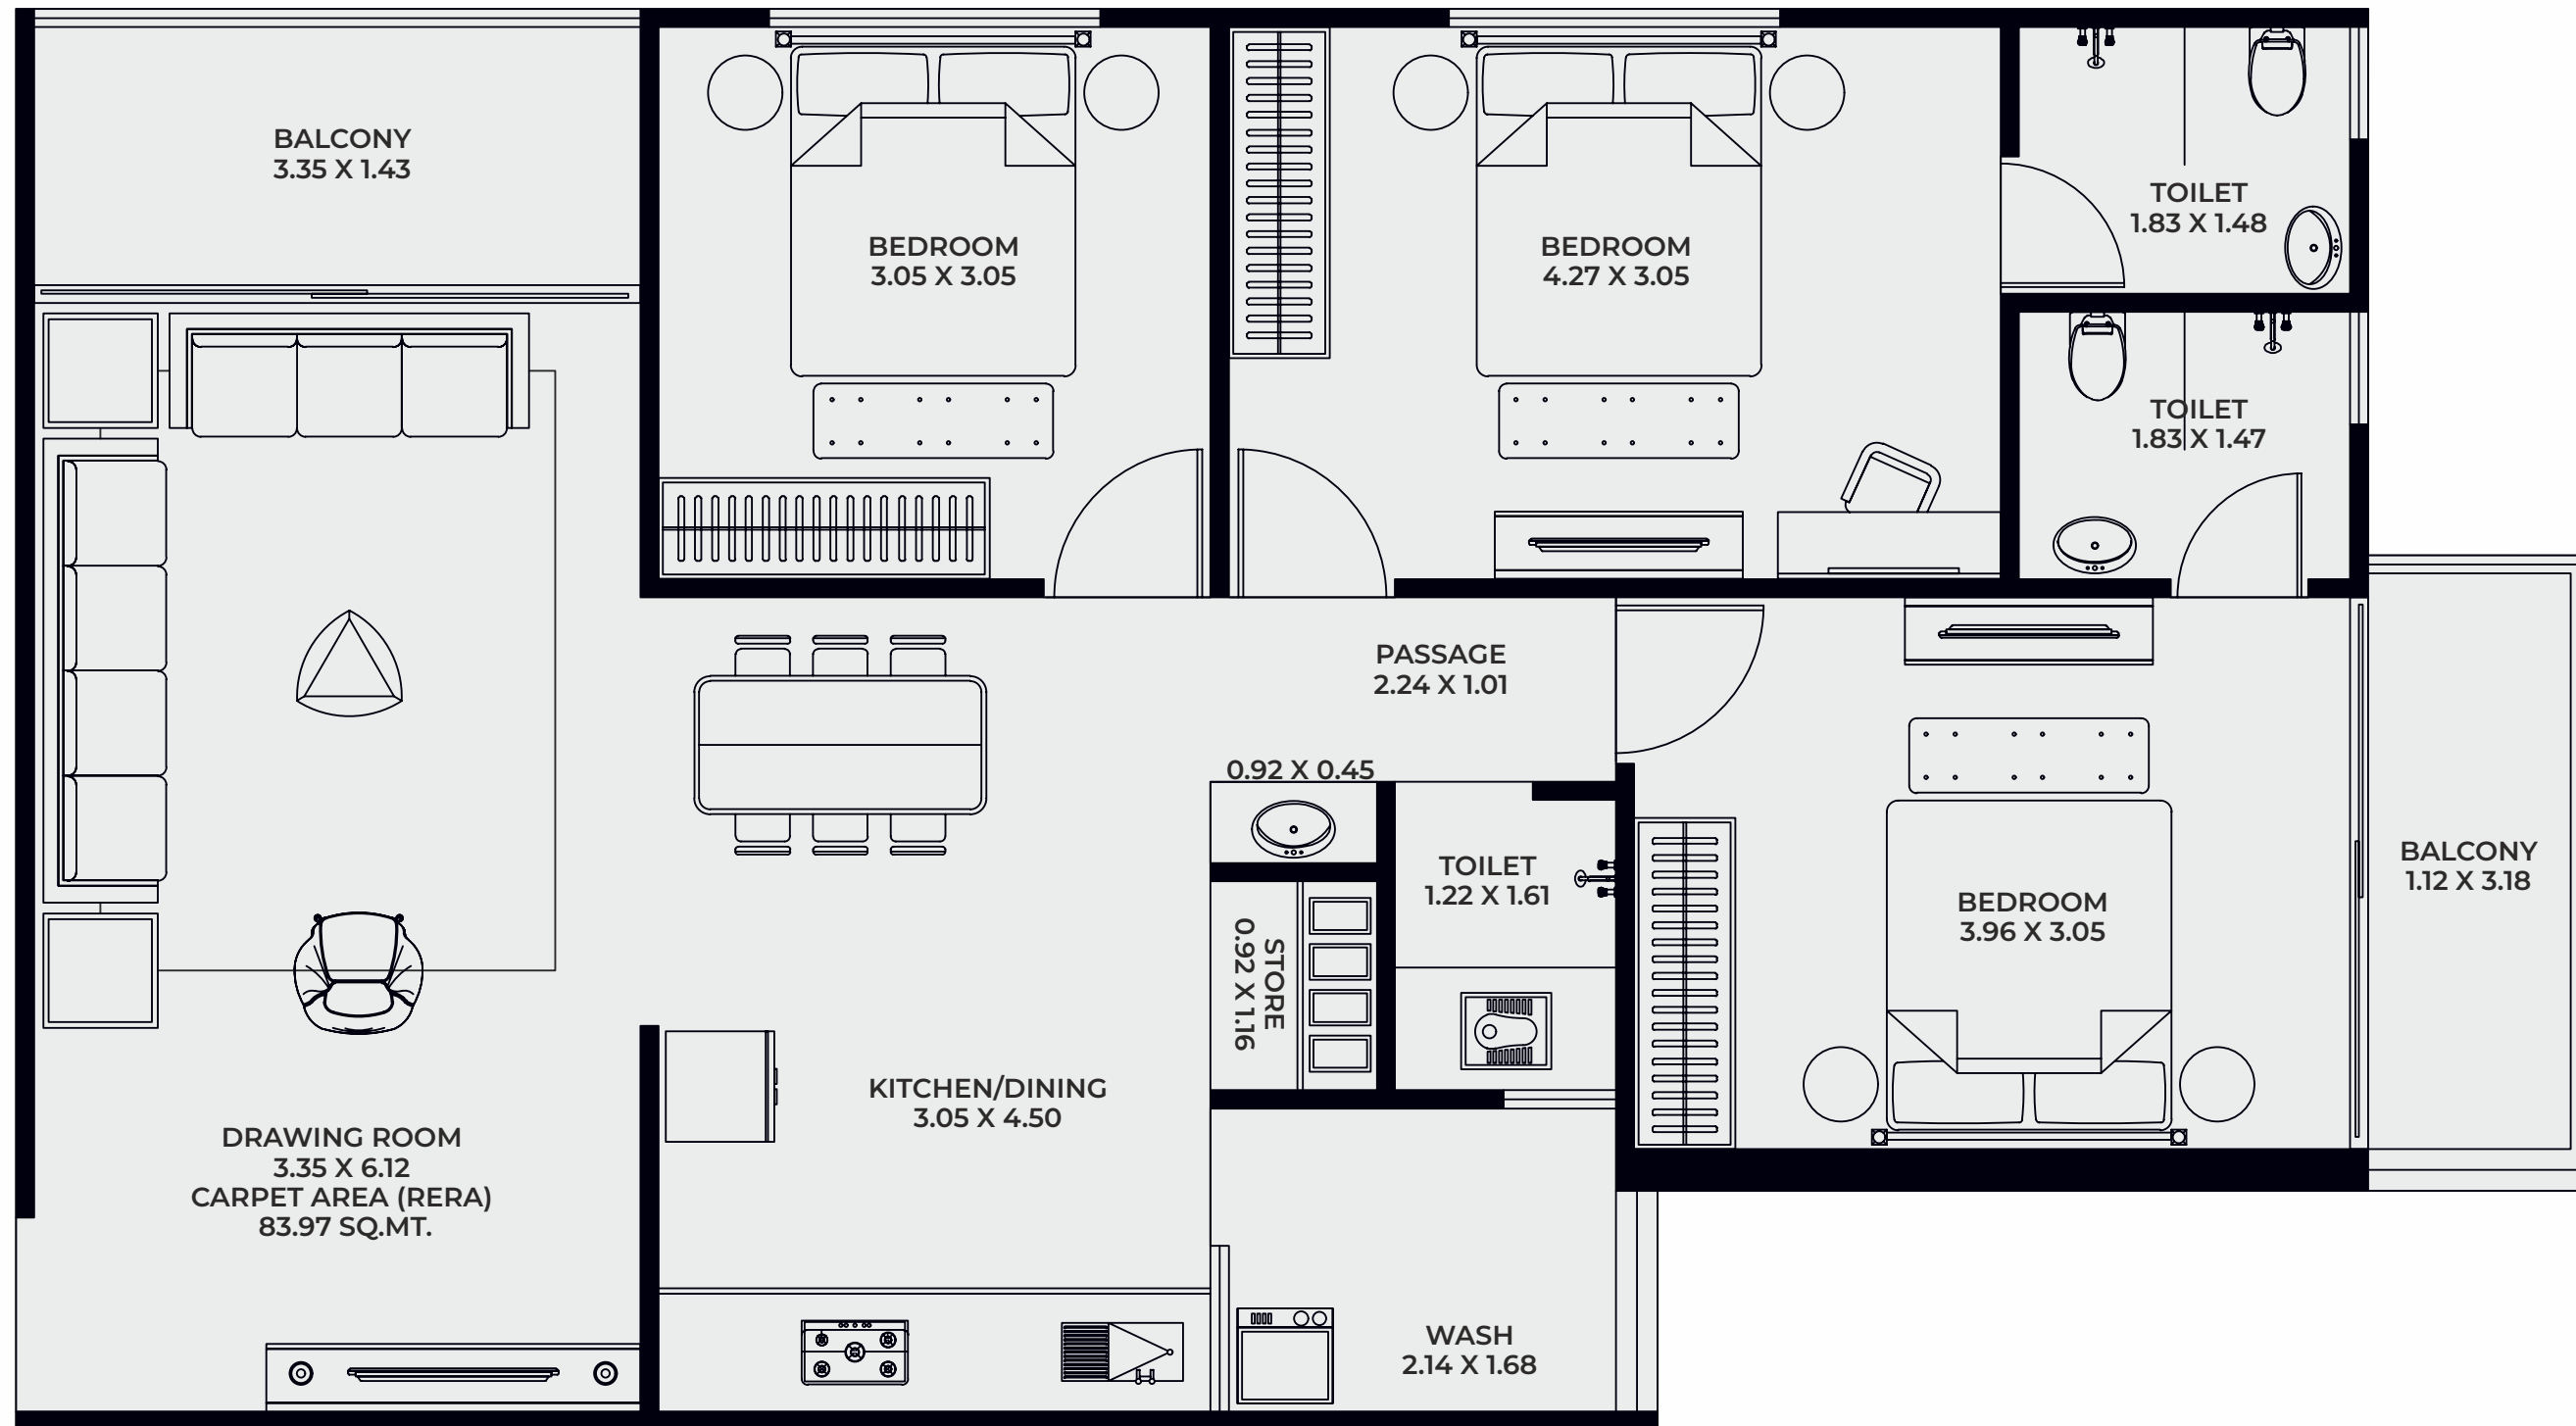 BALCONY
3.35 X 1.43
BEDROOM
3.05 X 3.05
BEDROOM
4.27 X 3.05
TOILET
1.83 X 1.48
TOILET
1.83 X 1.47
PASSAGE
2.24 X 1.01
0.92 X 0.45
TOILET
1.22 X 1.61
STORE
0.92 X 1.16
BEDROOM
3.96 X 3.05
BALCONY
1.12 X 3.18
KITCHEN/DINING
3.05 X 4.50
DRAWING ROOM
3.35 X 6.12
CARPET AREA (RERA)
83.97 SQ.MT.
WASH
2.14 X 1.68